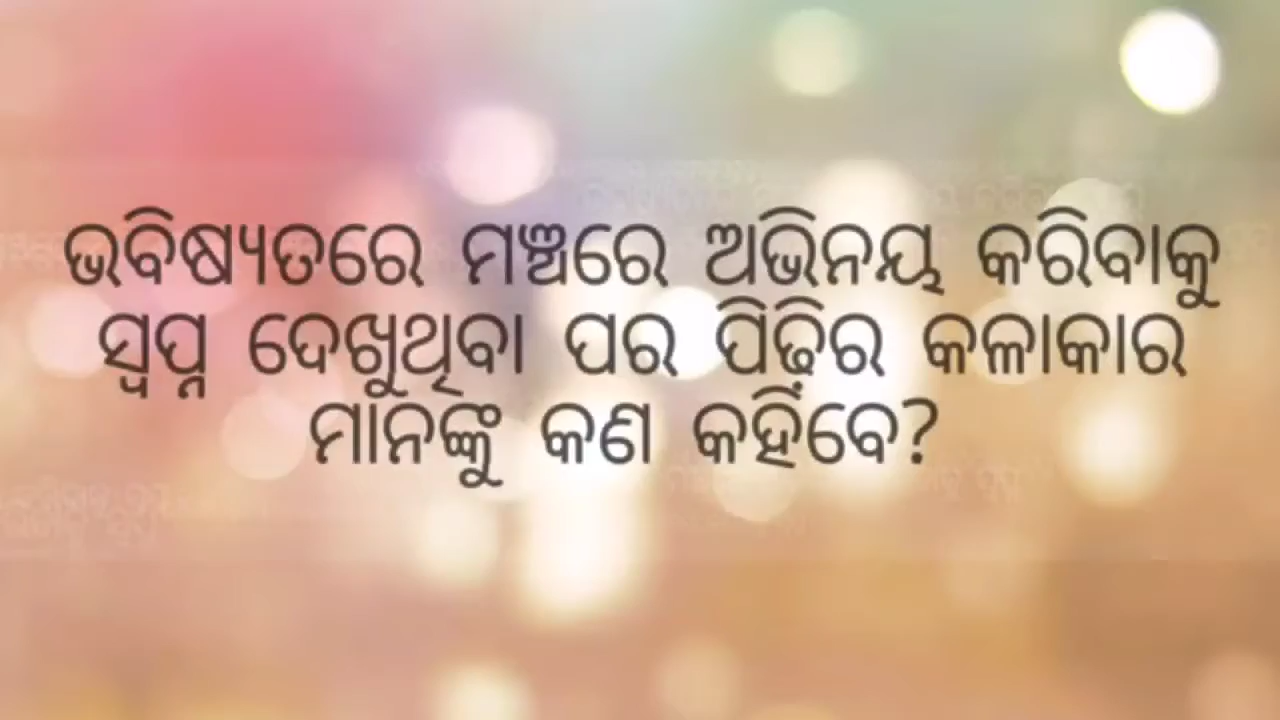 ଭବିଷ୍ୟତରେ ମଞ୍ଚରେ ଅଭିନୟ କରିବାକୁ
ସ୍ୱପ୍ନ ଦେଖୁଥିବା ପର ପିଢ଼ିର କଳାକାର
ମାନଙ୍କୁ କଣ କହିବେ?